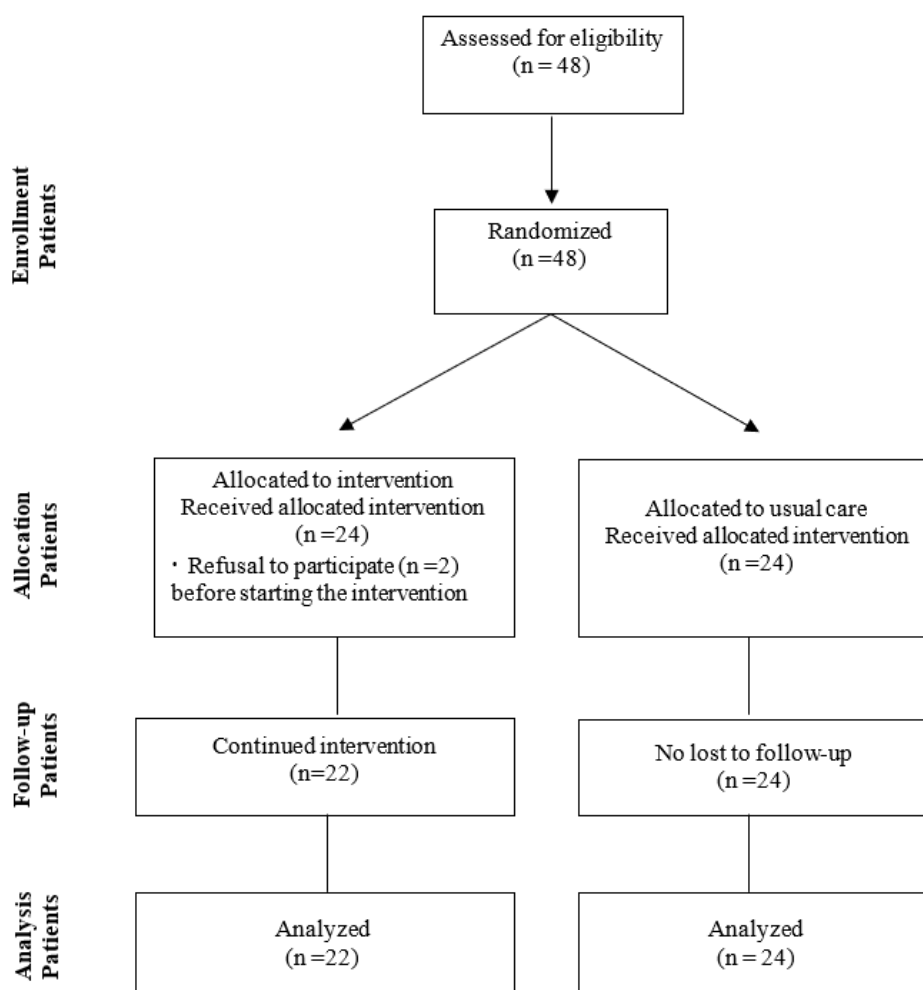 Assessed for eligibility
(n = 48)
Enrollment
Patients
Randomized
(n =48)
Allocation
Patients
Allocated to intervention
Received allocated intervention
(n =24)
· Refusal to participate (n =2)
before starting the intervention
Allocated to usual care
Received allocated intervention
(n =24)
Follow-up
Patients
Continued intervention
(n=22)
No lost to follow-up
(n =24)
Analysis
Patients
Analyzed
(n =22)
Analyzed
(n = 24)